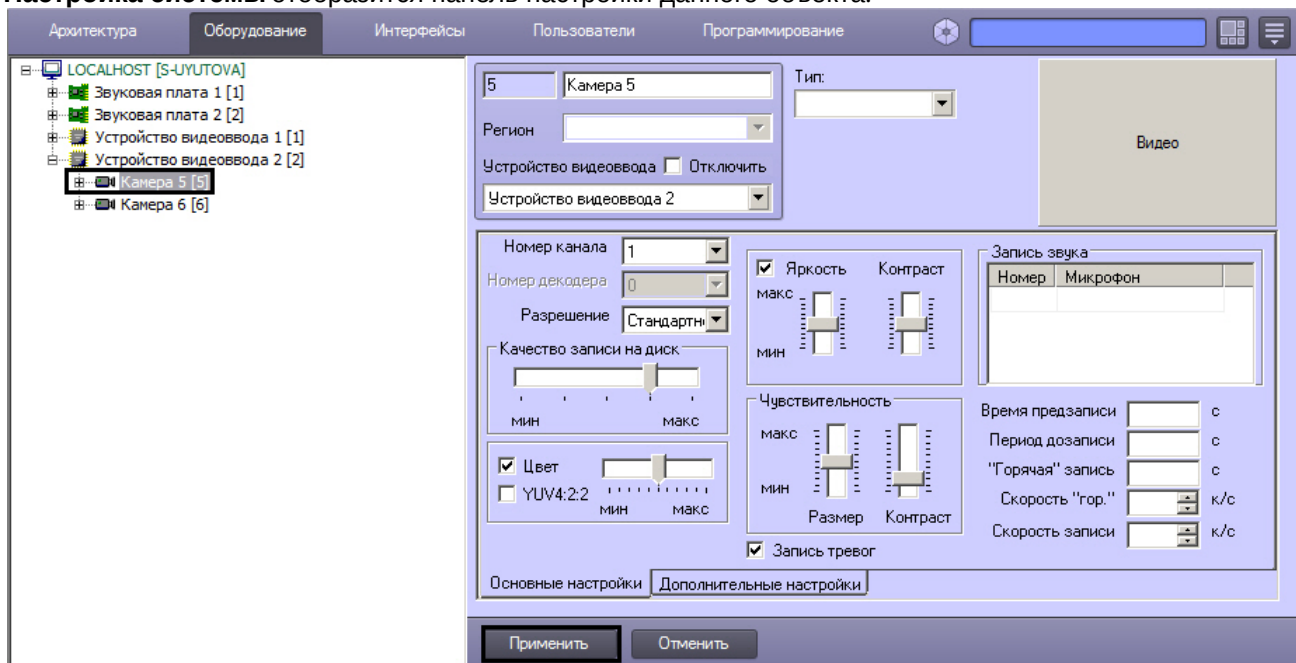 Настройка системы отобразится панель настройки данного объекта.
Архитектура Оборудование Интерфейсы Пользователи Программирование
LOCALHOST [S-UYUTOVA]
Звуковая плата 1 [1]
Звуковая плата 2 [2]
Устройство видеоввода 1 [1]
Устройство видеоввода 2 [2]
Камера 5 [5]
Камера 6 [6]
5 Камера 5
Тип:
Регион
Устройство видеоввода Отключить
Устройство видеоввода 2
Видео
Номер канала 1
Номер декодера 0
Разрешение Стандартн
Качество записи на диск
мин макс
Цвет
YUV4:2:2
мин макс
Яркость Контраст
макс
мин
Чувствительность
макс
мин
Размер Контраст
Запись тревог
Запись звука
Номер Микрофон
Время предзаписи с
Период дозаписи с
"Горячая" запись с
Скорость "гор." к/с
Скорость записи к/с
Основные настройки Дополнительные настройки
Применить Отменить